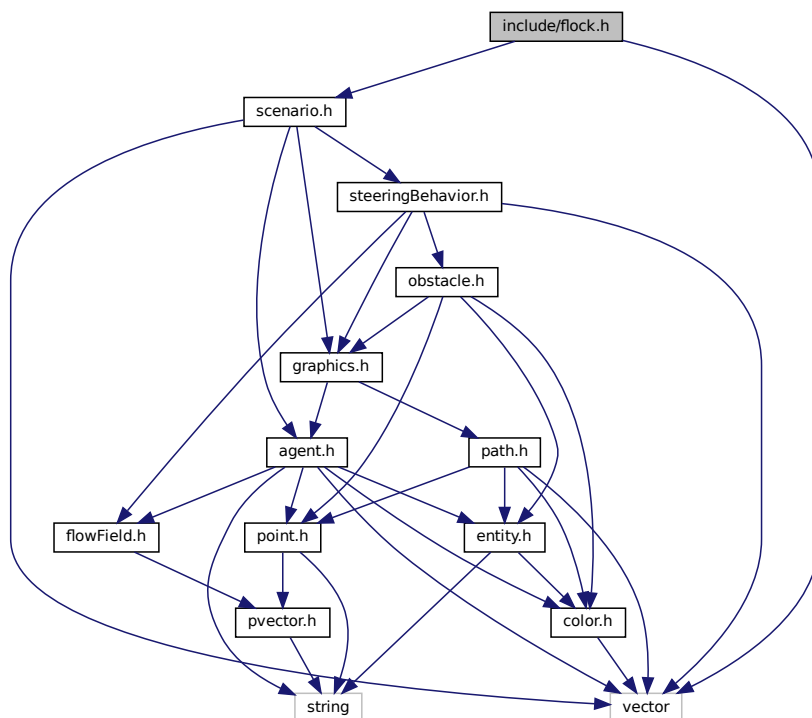 include/flock.h
scenario.h
steeringBehavior.h
obstacle.h
graphics.h
agent.h
path.h
flowField.h
point.h
entity.h
pvector.h
color.h
string
vector